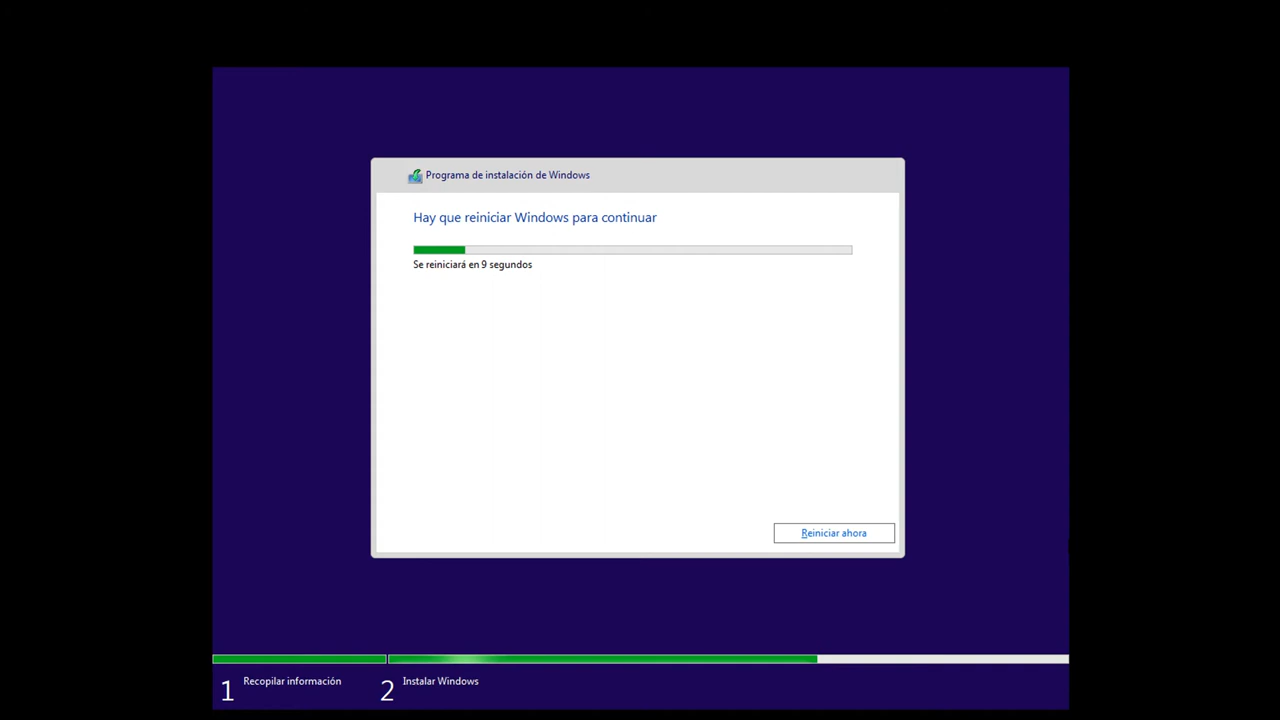 Programa de instalación de Windows
Hay que reiniciar Windows para continuar
Se reiniciará en 9 segundos
Reiniciar ahora
1 Recopilar información
2 Instalar Windows